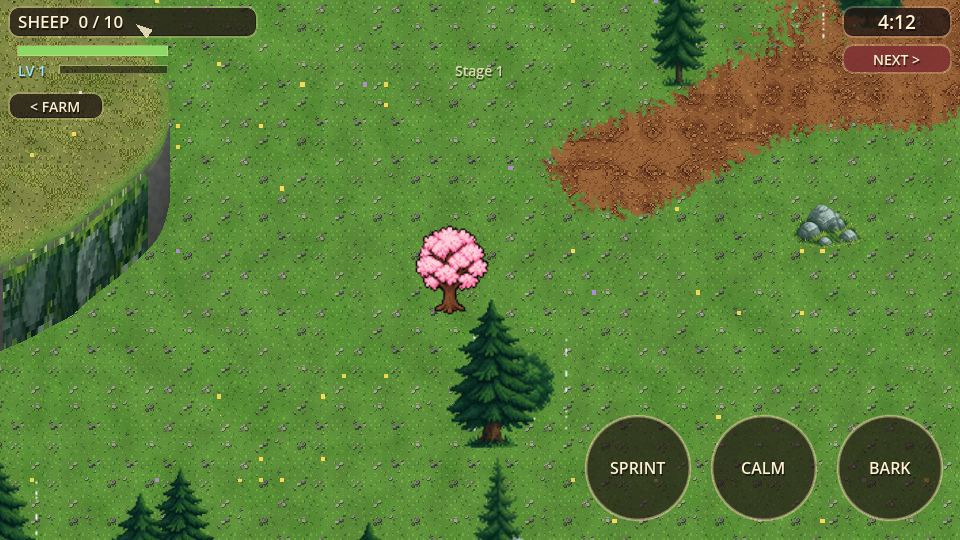 SHEEP 0 / 10
4:12
LV 1
Stage 1
NEXT >
< FARM
SPRINT
CALM
BARK